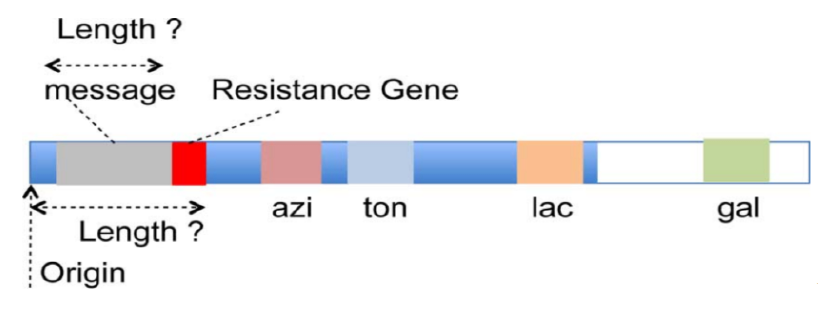 Length ?
message Resistance Gene
azi ton lac gal
Length ?
Origin